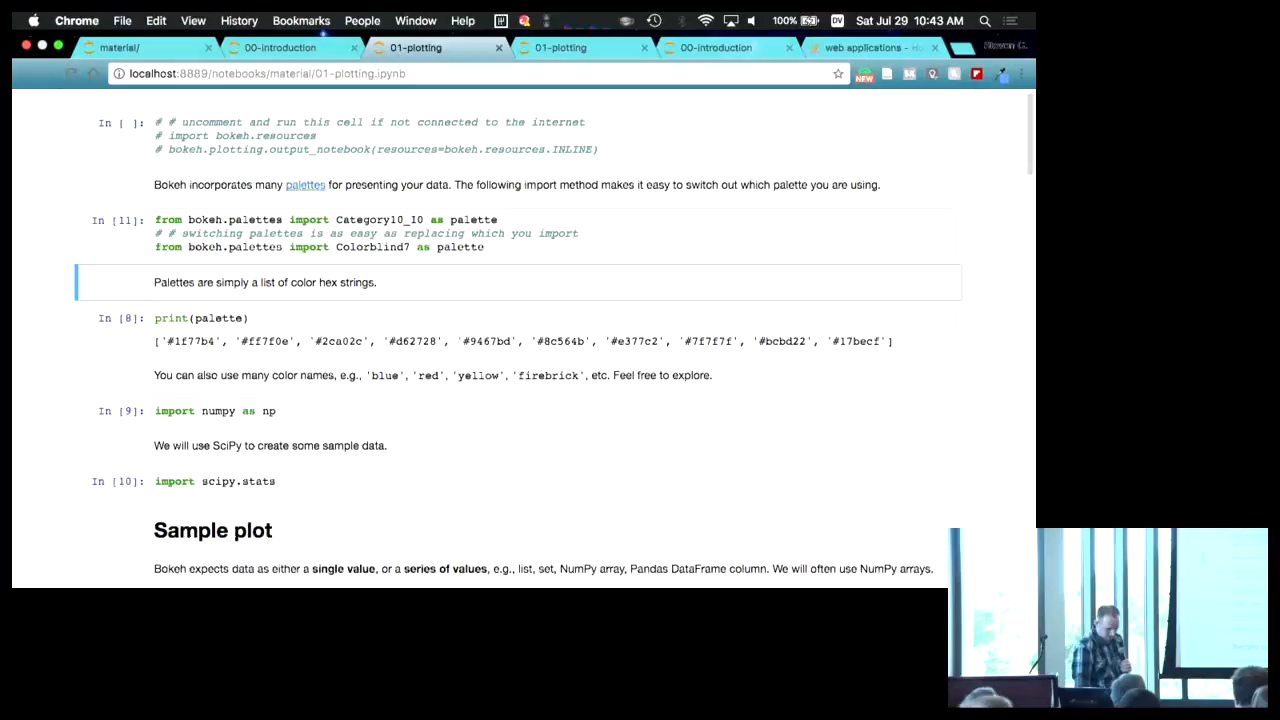 Chrome File Edit View History Bookmarks People Window Help 100% DV Sat Jul 29 10:43 AM
material/ 00-introduction 01-plotting 01-plotting 00-introduction web applications - Steven C.
localhost:8889/notebooks/material/01-plotting.ipynb NEW
In [ ]: # # uncomment and run this cell if not connected to the internet
# import bokeh.resources
# bokeh.plotting.output_notebook(resources=bokeh.resources.INLINE)
Bokeh incorporates many palettes for presenting your data. The following import method makes it easy to switch out which palette you are using.
In [11]: from bokeh.palettes import Category10_10 as palette
# # switching palettes is as easy as replacing which you import
from bokeh.palettes import Colorblind7 as palette
Palettes are simply a list of color hex strings.
In [8]: print(palette)
['#1f77b4', '#ff7f0e', '#2ca02c', '#d62728', '#9467bd', '#8c564b', '#e377c2', '#7f7f7f', '#bcbd22', '#17becf']
You can also use many color names, e.g., 'blue', 'red', 'yellow', 'firebrick', etc. Feel free to explore.
In [9]: import numpy as np
We will use SciPy to create some sample data.
In [10]: import scipy.stats
Sample plot
Bokeh expects data as either a single value, or a series of values, e.g., list, set, NumPy array, Pandas DataFrame column. We will often use NumPy arrays.